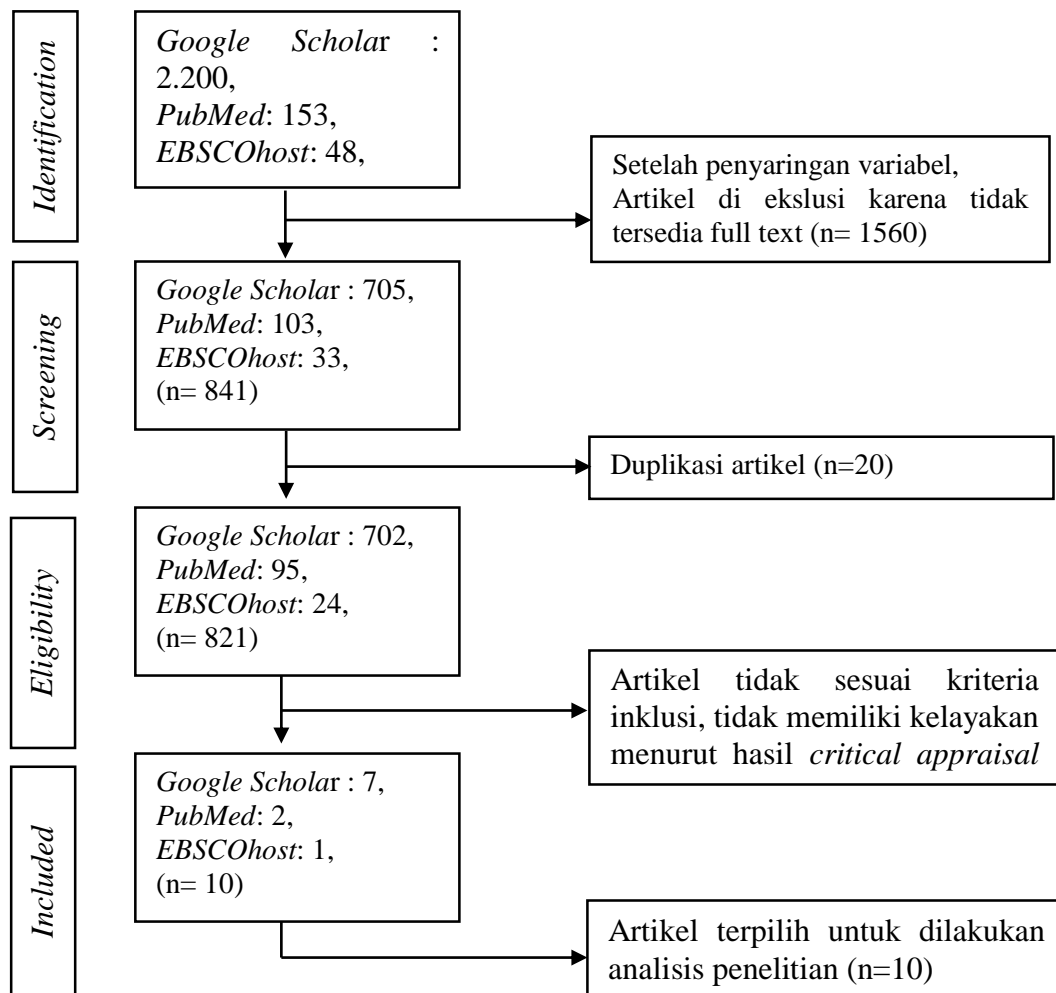 Identification
Google Scholar :
2.200,
PubMed: 153,
EBSCOhost: 48,
Setelah penyaringan variabel,
Artikel di ekslusi karena tidak
tersedia full text (n= 1560)
Screening
Google Scholar : 705,
PubMed: 103,
EBSCOhost: 33,
(n= 841)
Duplikasi artikel (n=20)
Eligibility
Google Scholar : 702,
PubMed: 95,
EBSCOhost: 24,
(n= 821)
Artikel tidak sesuai kriteria
inklusi, tidak memiliki kelayakan
menurut hasil critical appraisal
Included
Google Scholar : 7,
PubMed: 2,
EBSCOhost: 1,
(n= 10)
Artikel terpilih untuk dilakukan
analisis penelitian (n=10)